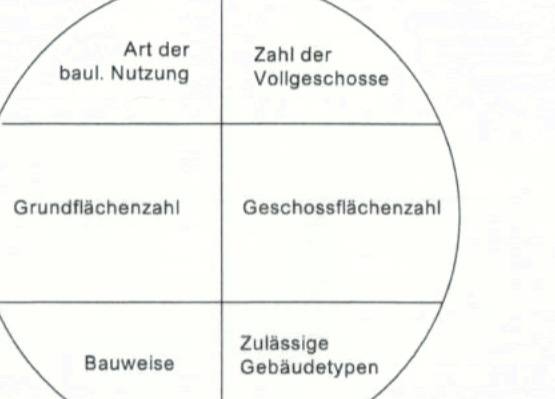 Art der
baul. Nutzung
Zahl der
Vollgeschosse
Grundflächenzahl
Geschossflächenzahl
Bauweise
Zulässige
Gebäudetypen